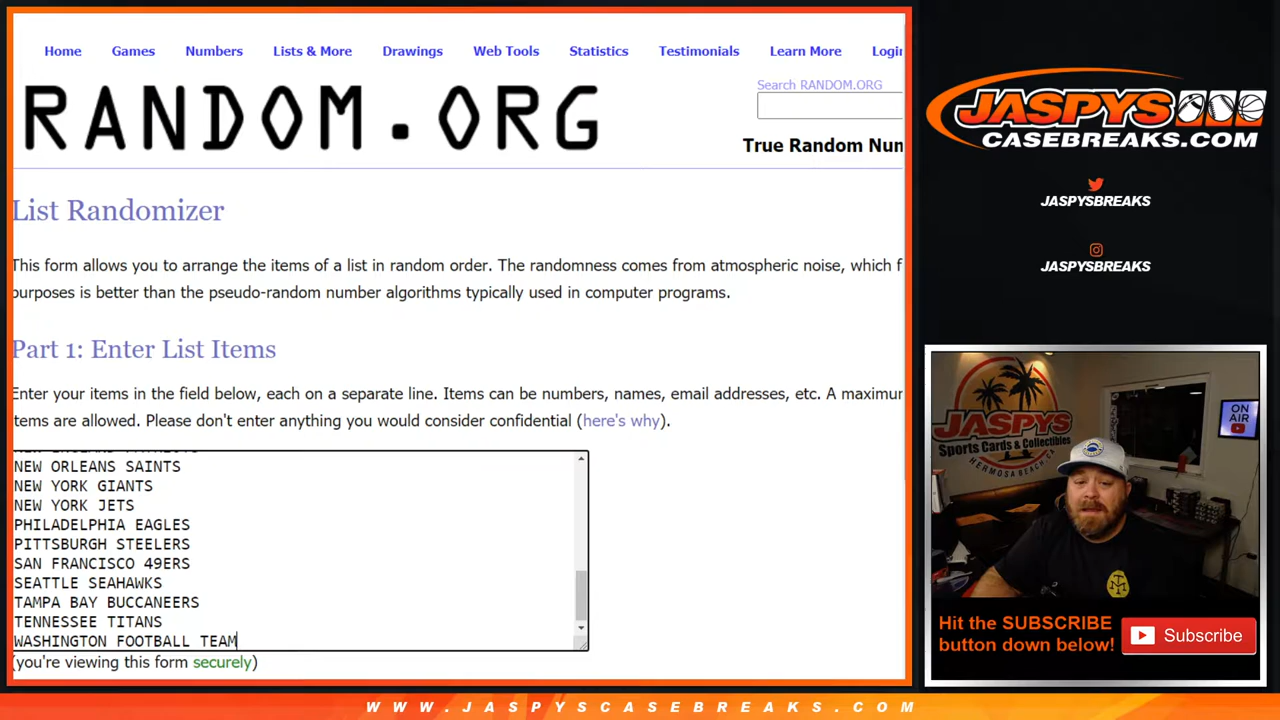 Home Games Numbers Lists & More Drawings Web Tools Statistics Testimonials Learn More Login
RANDOM.ORG
Search RANDOM.ORG
True Random Num
List Randomizer
This form allows you to arrange the items of a list in random order. The randomness comes from atmospheric noise, which f
purposes is better than the pseudo-random number algorithms typically used in computer programs.
Part 1: Enter List Items
Enter your items in the field below, each on a separate line. Items can be numbers, names, email addresses, etc. A maximum
items are allowed. Please don't enter anything you would consider confidential (here's why).
NEW ORLEANS SAINTS
NEW YORK GIANTS
NEW YORK JETS
PHILADELPHIA EAGLES
PITTSBURGH STEELERS
SAN FRANCISCO 49ERS
SEATTLE SEAHAWKS
TAMPA BAY BUCCANEERS
TENNESSEE TITANS
WASHINGTON FOOTBALL TEAM
(you're viewing this form securely)
JASPYS
CASEBREAKS.COM
JASPYSBREAKS
JASPYSBREAKS
JASPYS
Sports Cards & Collectibles
HERMOSA BEACH, CA
ON
AIR
Hit the SUBSCRIBE
button down below!
Subscribe
WWW.JASPYSCASEBREAKS.COM